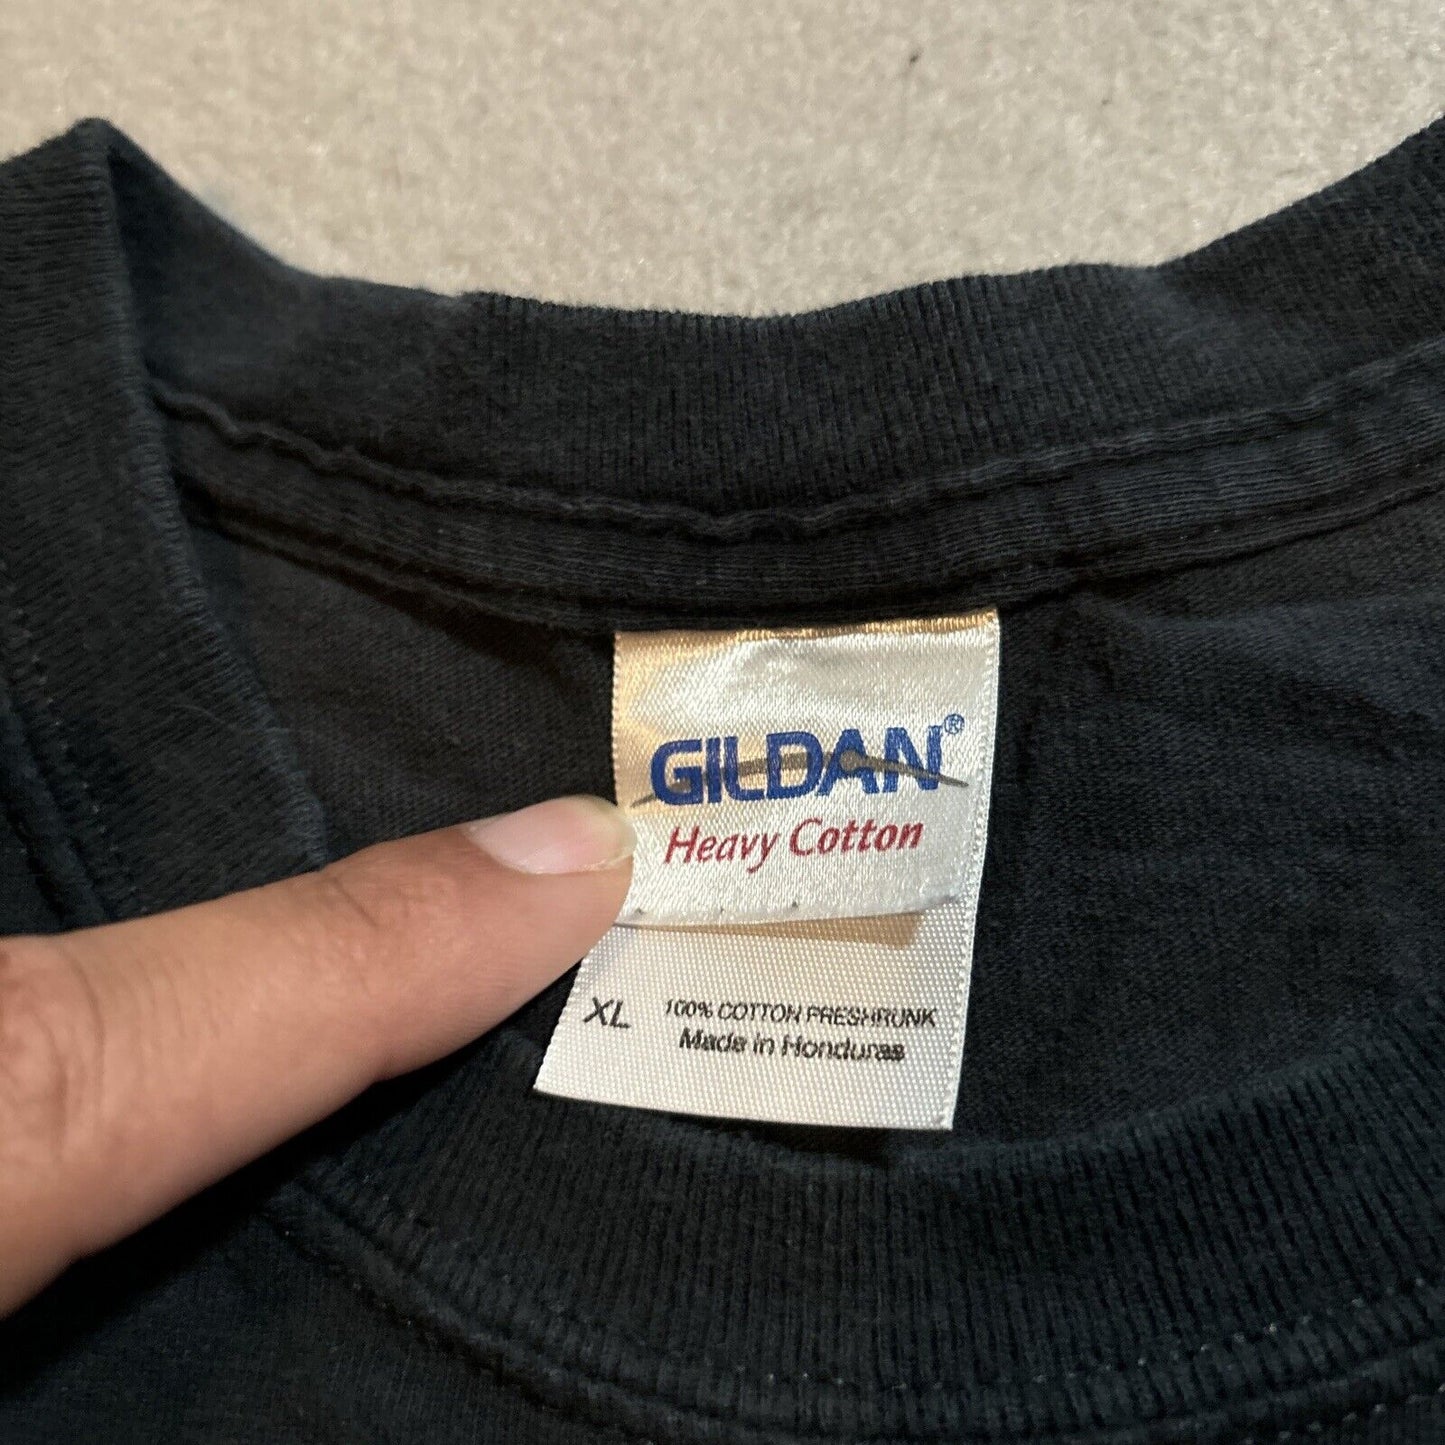 GILDAN®
Heavy Cotton
XL 100% COTTON PRESHRUNK
Made in Honduras